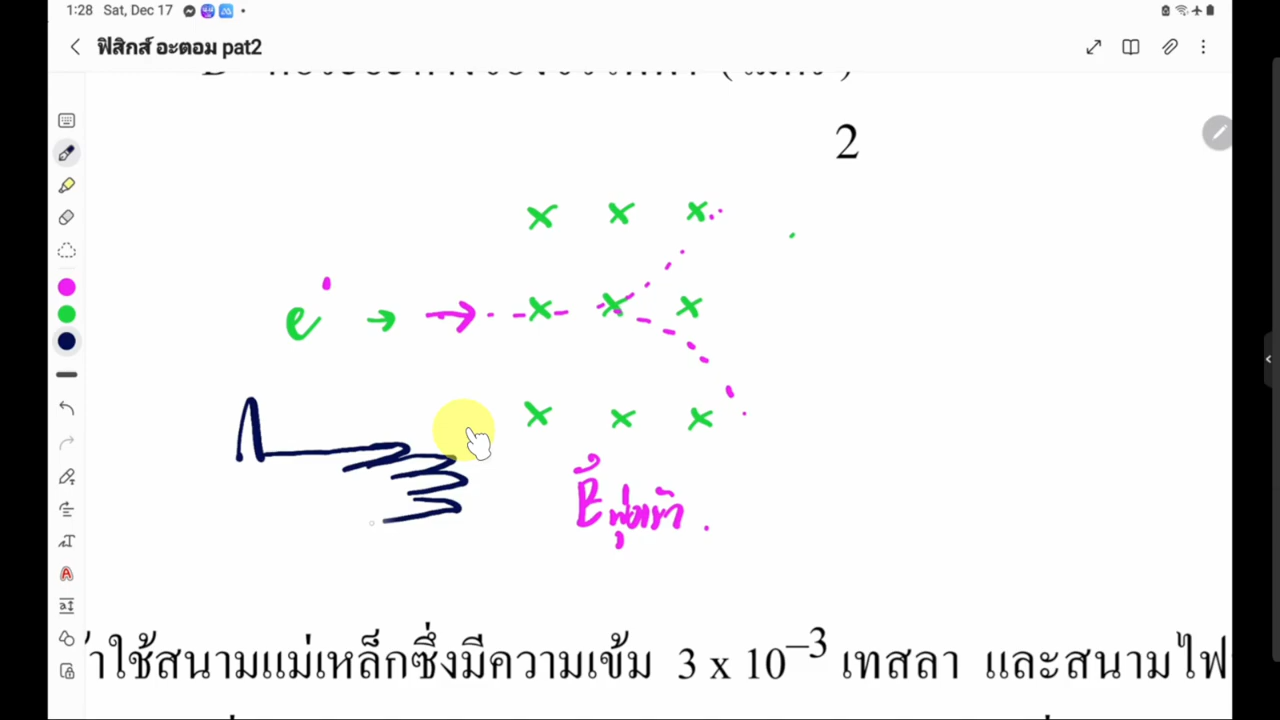 1:28 Sat, Dec 17
ฟิสิกส์ อะตอม pat2
2
x x x
e → → x x x
x x x
B พุ่งเข้า
าใช้สนามแม่เหล็กซึ่งมีความเข้ม 3 x 10⁻³ เทสลา และสนามไฟ